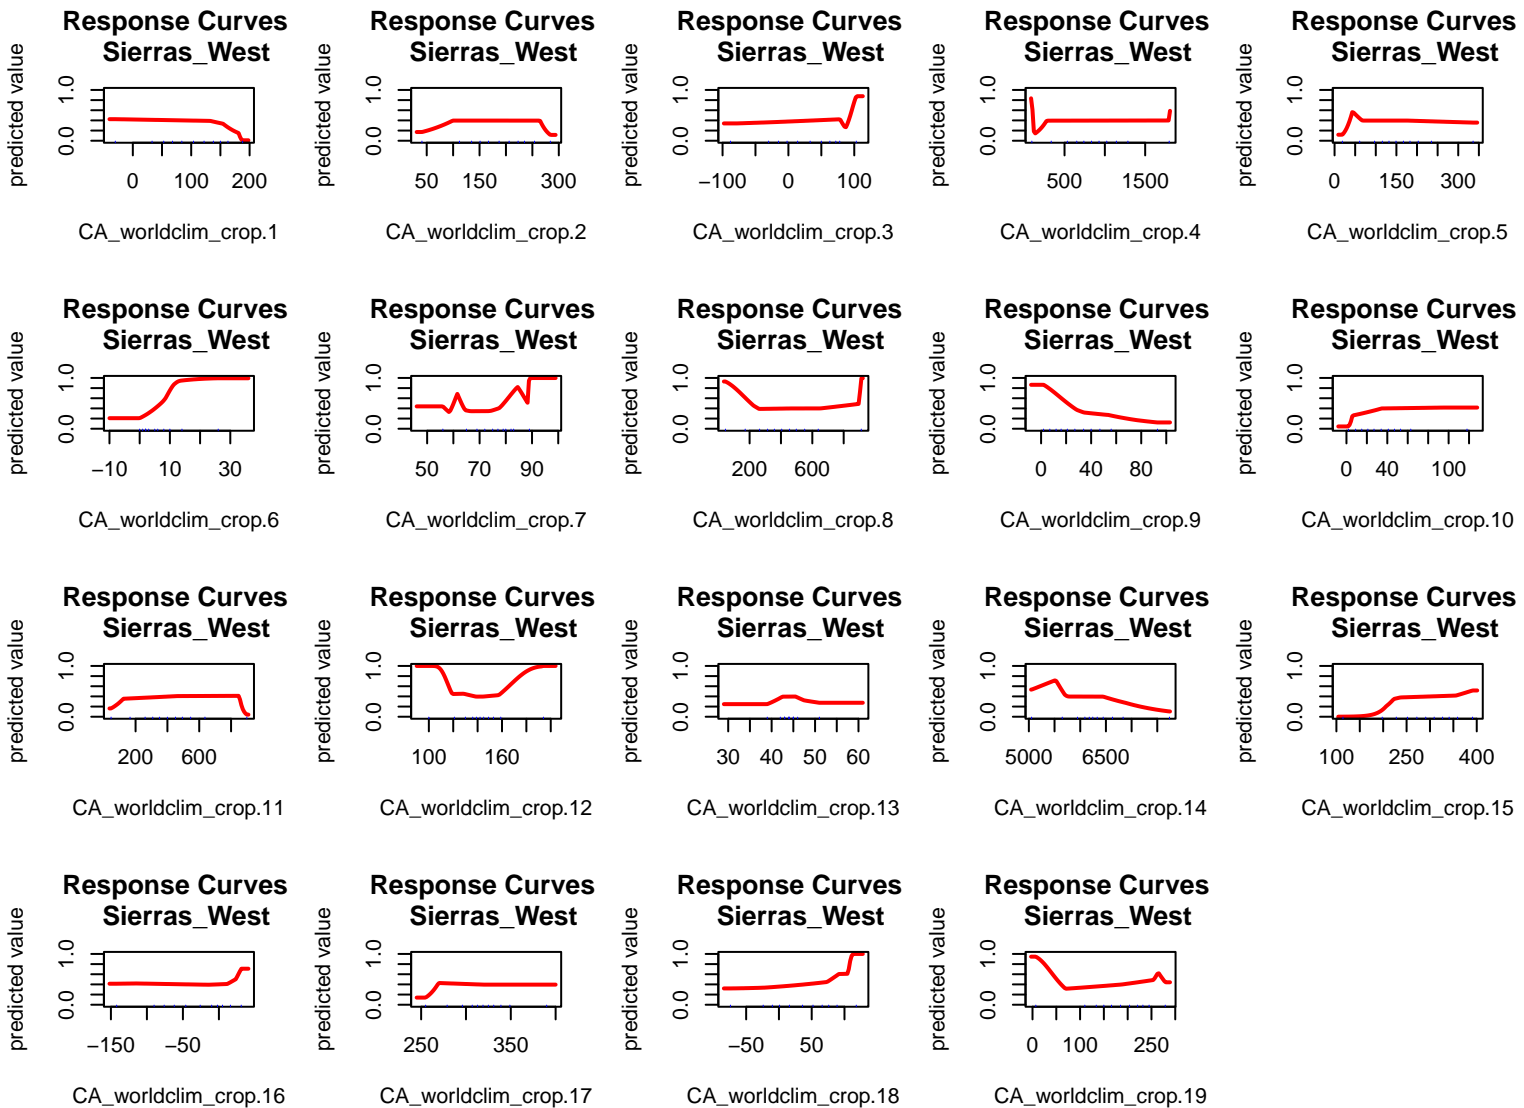 Response Curves
Sierras_West
predicted value
0.0 1.0
0 100 200
CA_worldclim_crop.1
Response Curves
Sierras_West
predicted value
0.0 1.0
50 150 300
CA_worldclim_crop.2
Response Curves
Sierras_West
predicted value
0.0 1.0
−100 0 100
CA_worldclim_crop.3
Response Curves
Sierras_West
predicted value
0.0 1.0
500 1500
CA_worldclim_crop.4
Response Curves
Sierras_West
predicted value
0.0 1.0
0 150 300
CA_worldclim_crop.5
Response Curves
Sierras_West
predicted value
0.0 1.0
−10 10 30
CA_worldclim_crop.6
Response Curves
Sierras_West
predicted value
0.0 1.0
50 70 90
CA_worldclim_crop.7
Response Curves
Sierras_West
predicted value
0.0 1.0
200 600
CA_worldclim_crop.8
Response Curves
Sierras_West
predicted value
0.0 1.0
0 40 80
CA_worldclim_crop.9
Response Curves
Sierras_West
predicted value
0.0 1.0
0 40 100
CA_worldclim_crop.10
Response Curves
Sierras_West
predicted value
0.0 1.0
200 600
CA_worldclim_crop.11
Response Curves
Sierras_West
predicted value
0.0 1.0
100 160
CA_worldclim_crop.12
Response Curves
Sierras_West
predicted value
0.0 1.0
30 40 50 60
CA_worldclim_crop.13
Response Curves
Sierras_West
predicted value
0.0 1.0
5000 6500
CA_worldclim_crop.14
Response Curves
Sierras_West
predicted value
0.0 1.0
100 250 400
CA_worldclim_crop.15
Response Curves
Sierras_West
predicted value
0.0 1.0
−150 −50
CA_worldclim_crop.16
Response Curves
Sierras_West
predicted value
0.0 1.0
250 350
CA_worldclim_crop.17
Response Curves
Sierras_West
predicted value
0.0 1.0
−50 50
CA_worldclim_crop.18
Response Curves
Sierras_West
predicted value
0.0 1.0
0 100 250
CA_worldclim_crop.19